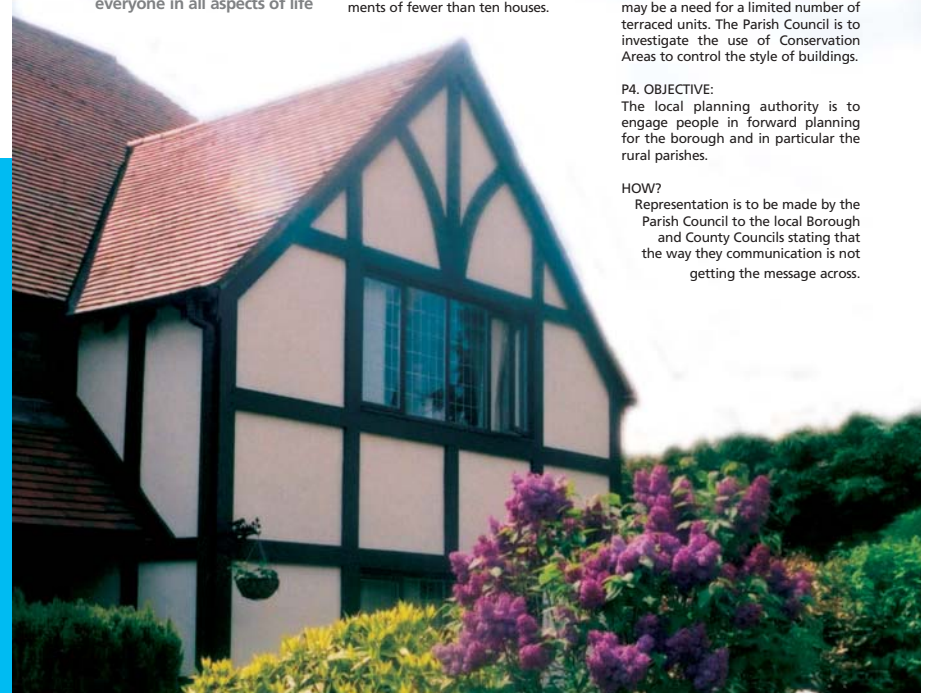 everyone in all aspects of life
ments of fewer than ten houses.
may be a need for a limited number of
terraced units. The Parish Council is to
investigate the use of Conservation
Areas to control the style of buildings.
P4. OBJECTIVE:
The local planning authority is to
engage people in forward planning
for the borough and in particular the
rural parishes.
HOW?
Representation is to be made by the
Parish Council to the local Borough
and County Councils stating that
the way they communication is not
getting the message across.